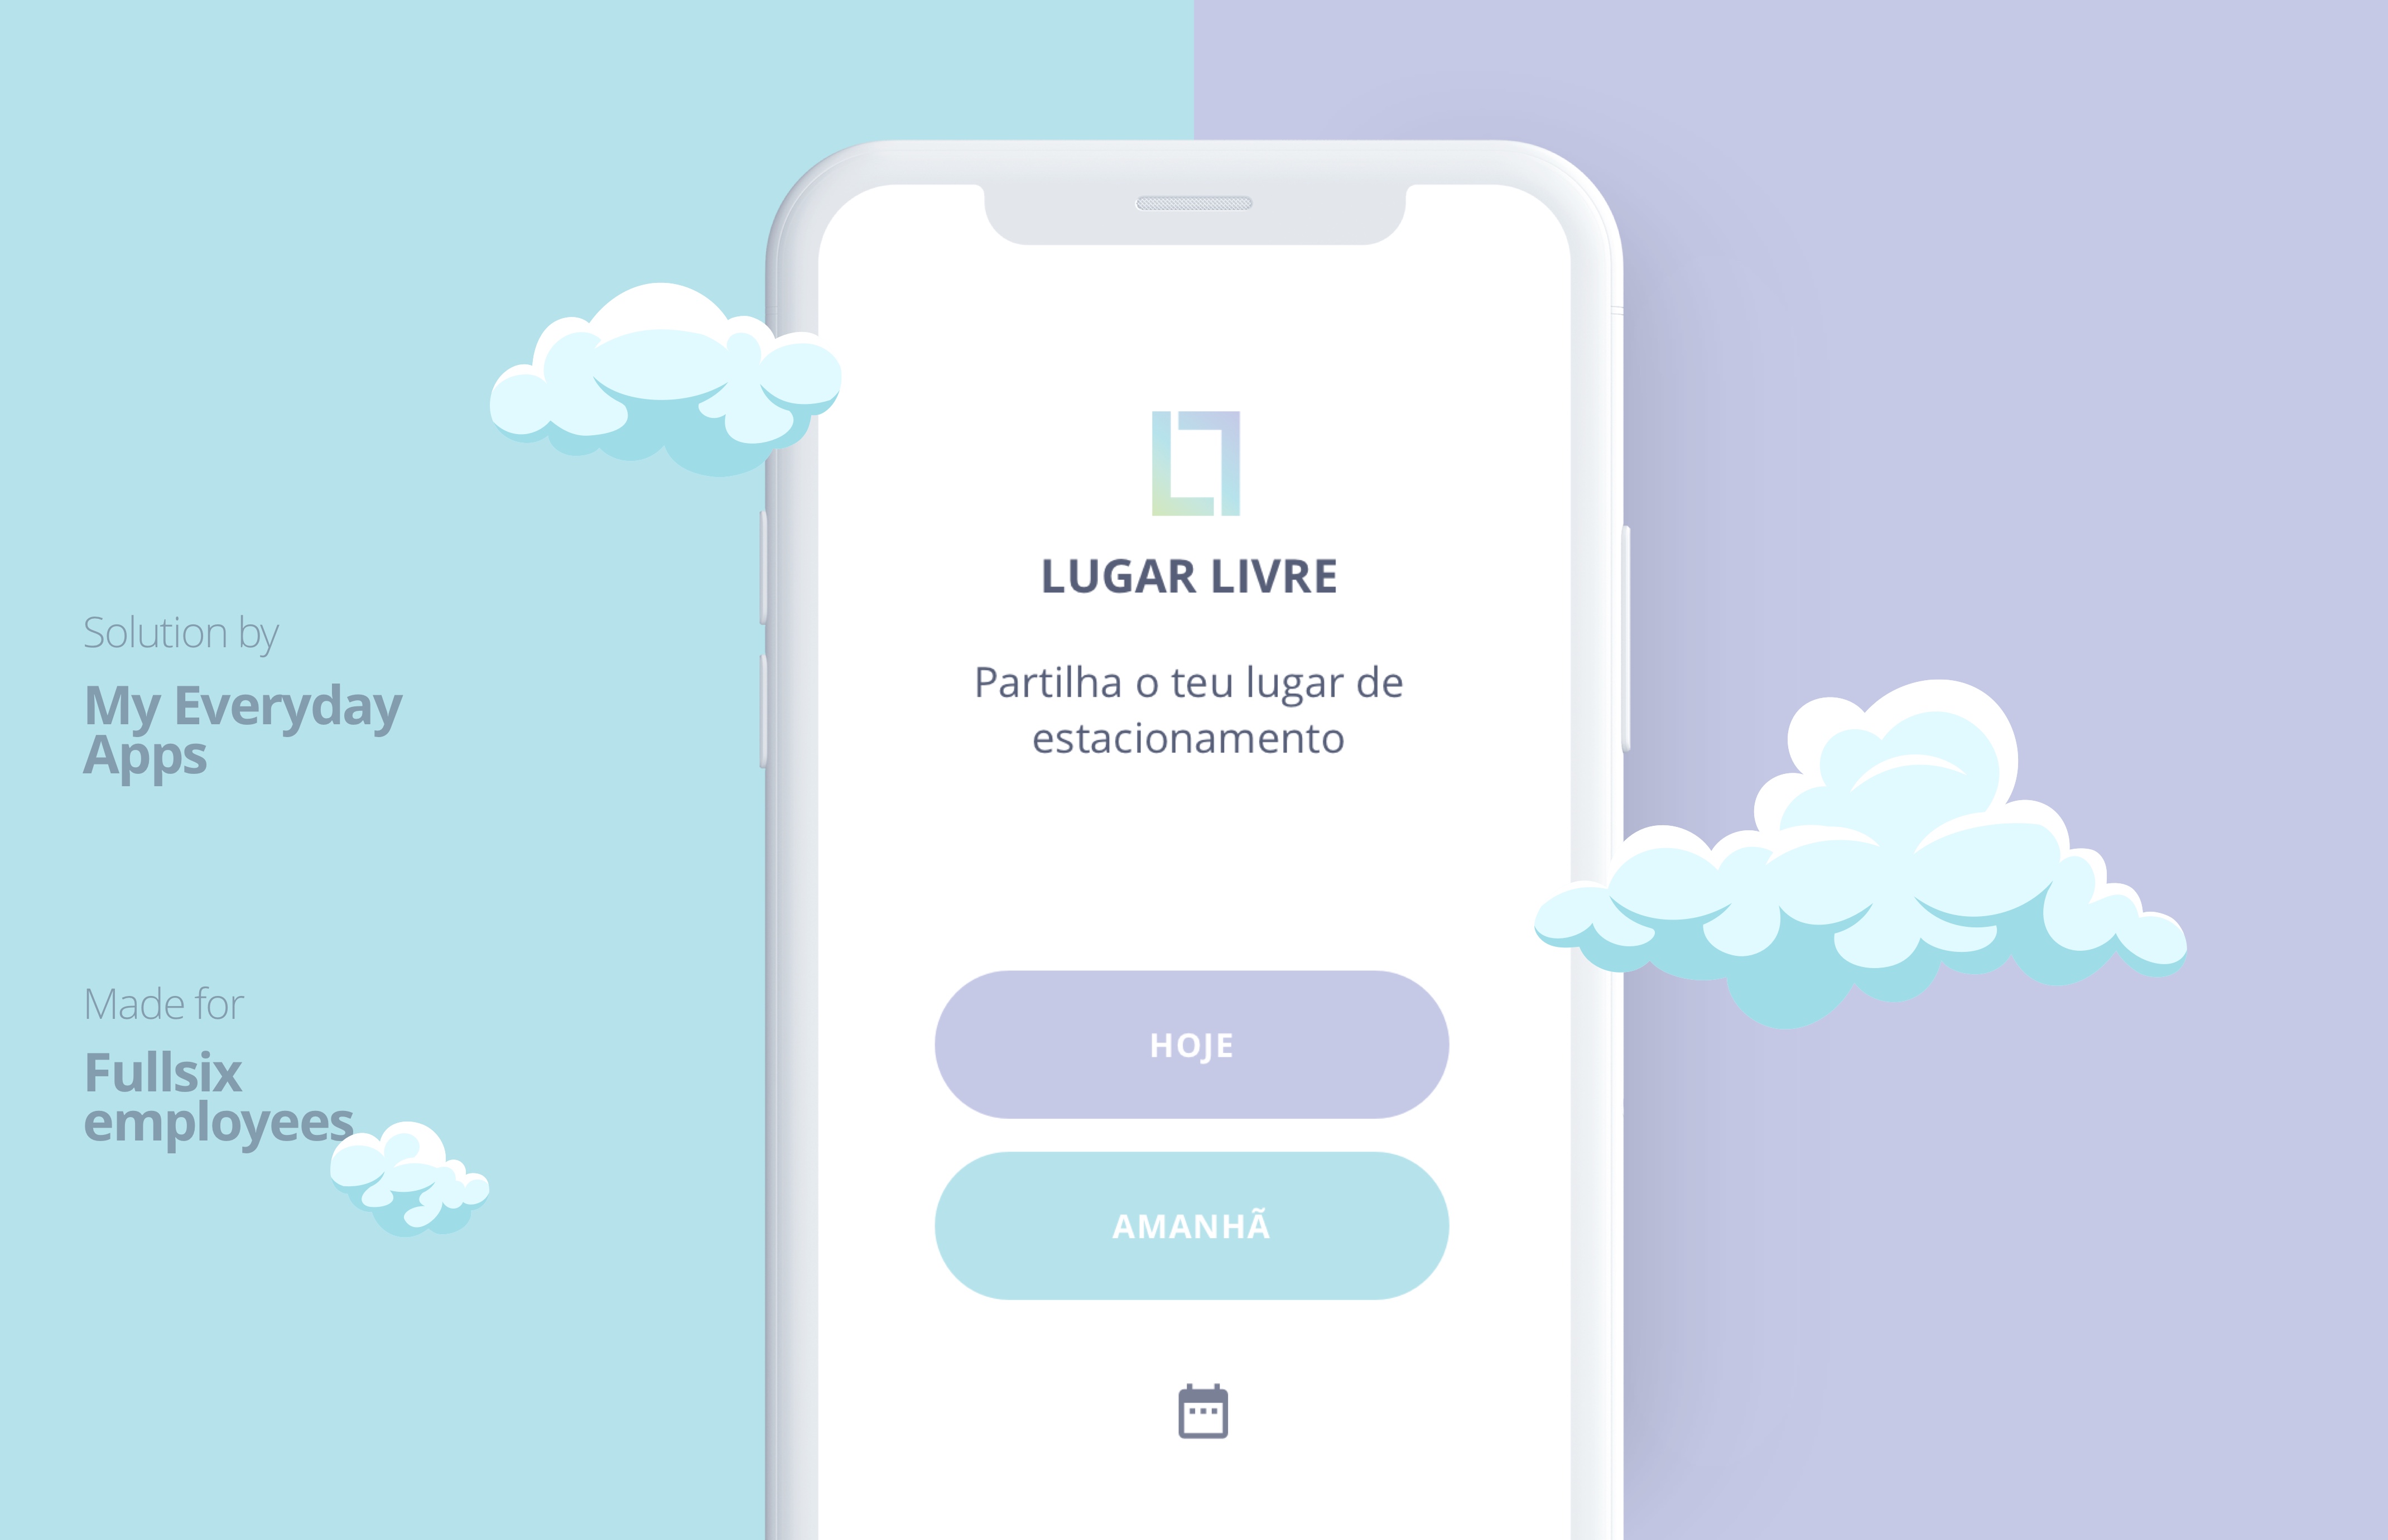 Solution by
My Everyday
Apps
Made for
Fullsix
employees
LUGAR LIVRE
Partilha o teu lugar de
estacionamento
HOJE
AMANHÃ